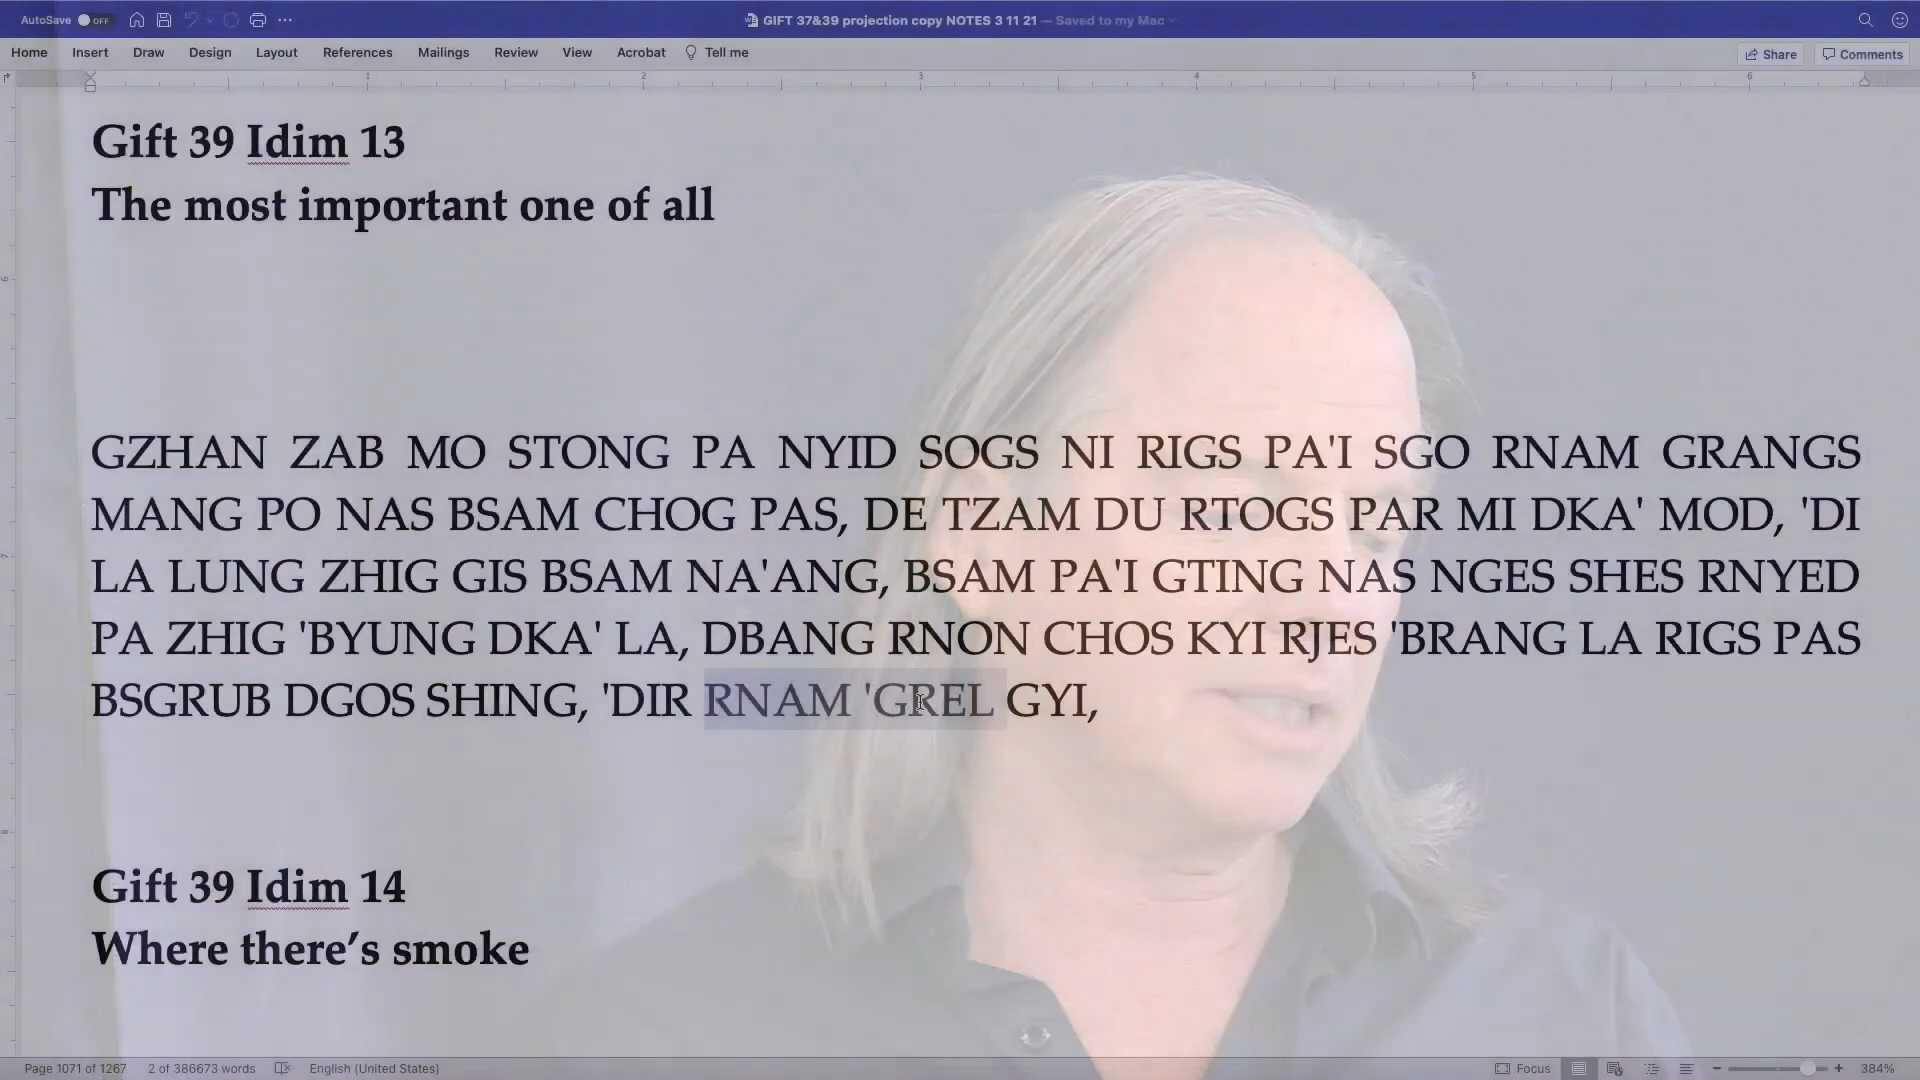 AutoSave OFF
GIFT 37&39 projection copy NOTES 3 11 21 — Saved to my Mac
Home Insert Draw Design Layout References Mailings Review View Acrobat Tell me Share Comments
1 2 3 4 5 6
Gift 39 Idim 13
The most important one of all
GZHAN ZAB MO STONG PA NYID SOGS NI RIGS PA'I SGO RNAM GRANGS
MANG PO NAS BSAM CHOG PAS, DE TZAM DU RTOGS PAR MI DKA' MOD, 'DI
LA LUNG ZHIG GIS BSAM NA'ANG, BSAM PA'I GTING NAS NGES SHES RNYED
PA ZHIG 'BYUNG DKA' LA, DBANG RNON CHOS KYI RJES 'BRANG LA RIGS PAS
BSGRUB DGOS SHING, 'DIR RNAM 'GREL GYI,
Gift 39 Idim 14
Where there’s smoke
Page 1071 of 1267 2 of 386673 words English (United States) Focus 384%